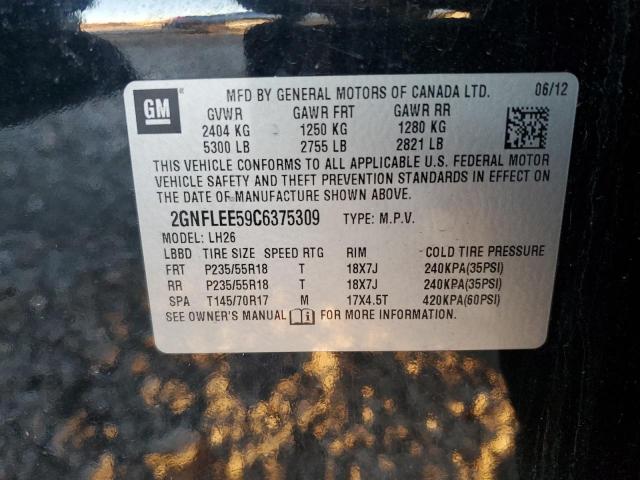 GM
MFD BY GENERAL MOTORS OF CANADA LTD. 06/12
GVWR GAWR FRT GAWR RR
2404 KG 1250 KG 1280 KG
5300 LB 2755 LB 2821 LB
THIS VEHICLE CONFORMS TO ALL APPLICABLE U.S. FEDERAL MOTOR
VEHICLE SAFETY AND THEFT PREVENTION STANDARDS IN EFFECT ON
THE DATE OF MANUFACTURE SHOWN ABOVE.
2GNFLEE59C6375309 TYPE: M.P.V.
MODEL: LH26
LBBD TIRE SIZE SPEED RTG RIM COLD TIRE PRESSURE
FRT P235/55R18 T 18X7J 240KPA(35PSI)
RR P235/55R18 T 18X7J 240KPA(35PSI)
SPA T145/70R17 M 17X4.5T 420KPA(60PSI)
SEE OWNER'S MANUAL FOR MORE INFORMATION.